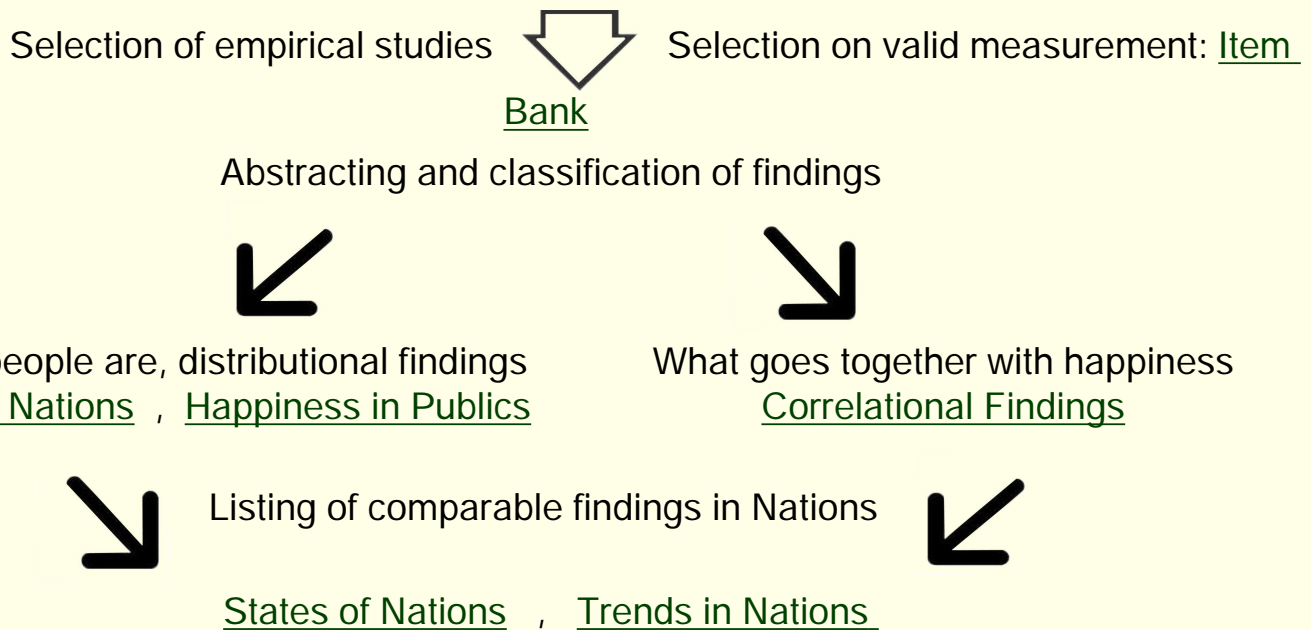 Selection of empirical studies Selection on valid measurement: Item
Bank
Abstracting and classification of findings
people are, distributional findings What goes together with happiness
Nations , Happiness in Publics Correlational Findings
Listing of comparable findings in Nations
States of Nations , Trends in Nations